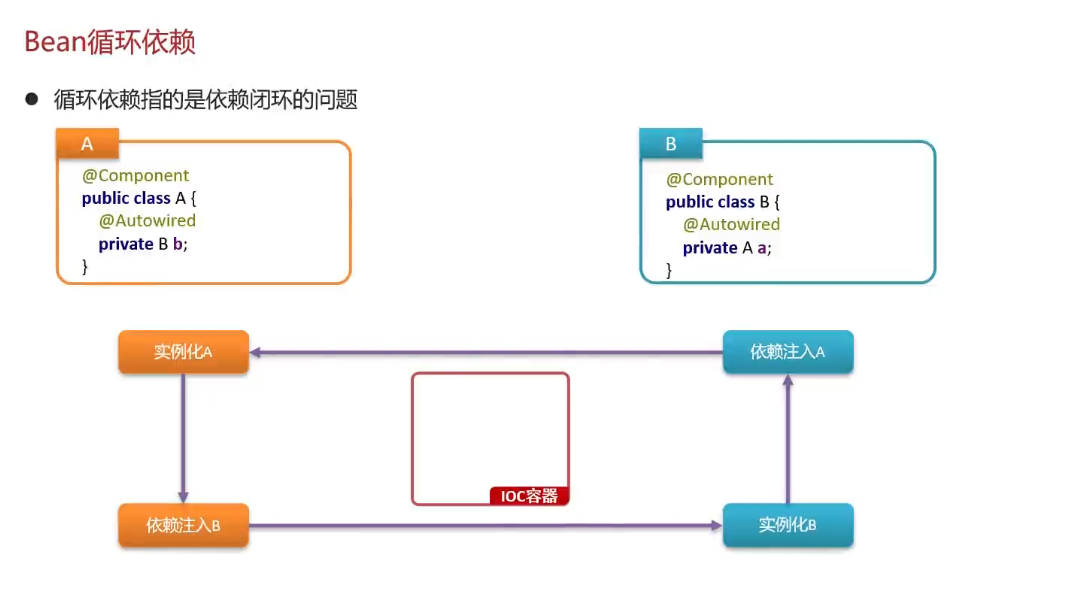 Bean循环依赖
● 循环依赖指的是依赖闭环的问题
A
@Component
public class A {
@Autowired
private B b;
}
B
@Component
public class B {
@Autowired
private A a;
}
实例化A
依赖注入A
IOC容器
依赖注入B
实例化B